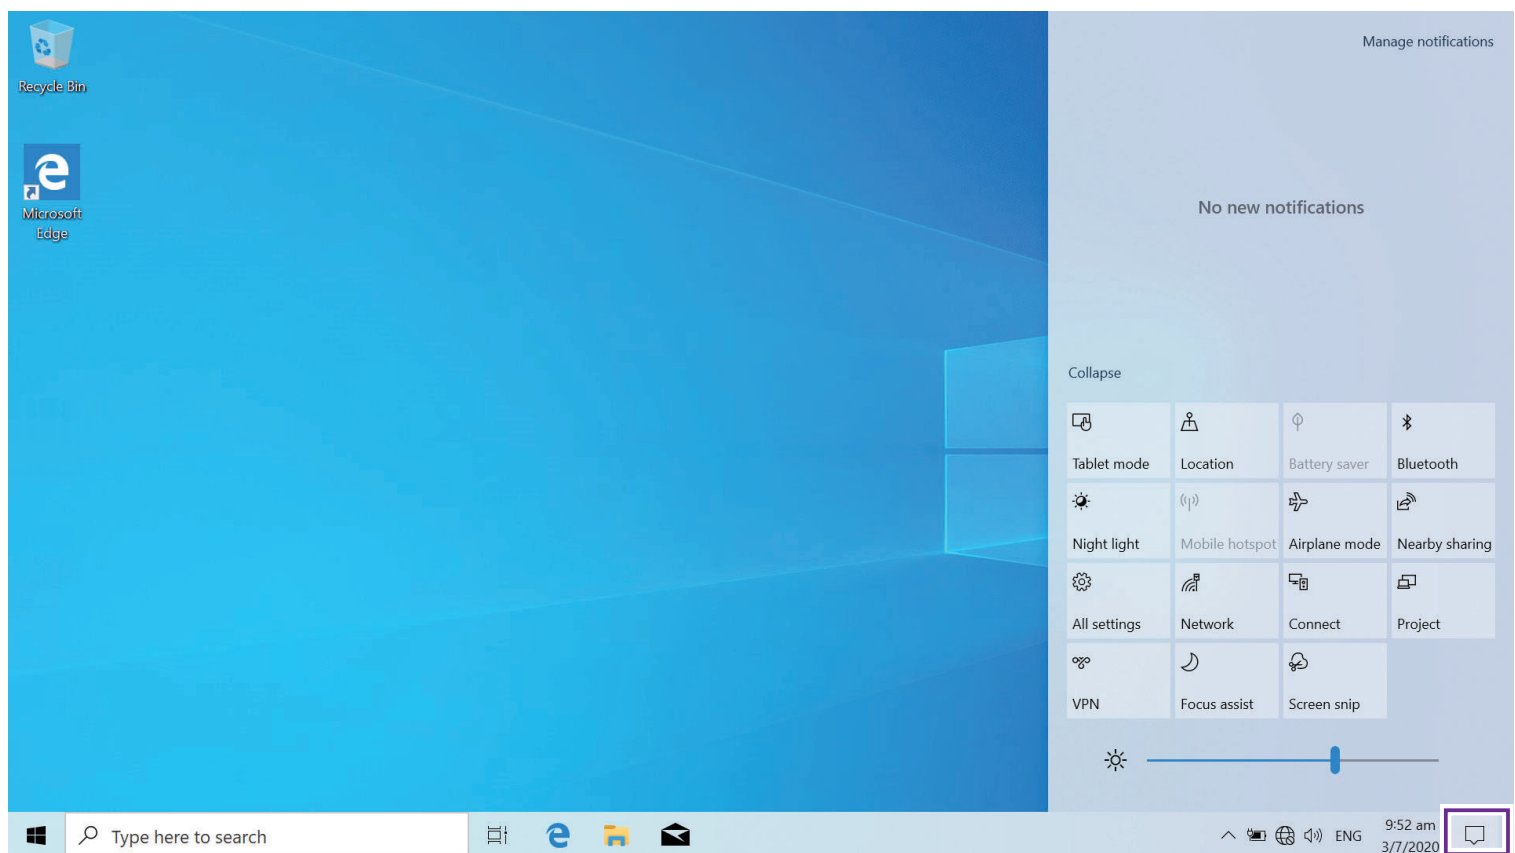 Recycle Bin
Microsoft
Edge
Manage notifications
No new notifications
Collapse
Tablet mode
Location
Battery saver
Bluetooth
Night light
Mobile hotspot
Airplane mode
Nearby sharing
All settings
Network
Connect
Project
VPN
Focus assist
Screen snip
Type here to search
ENG
9:52 am
3/7/2020